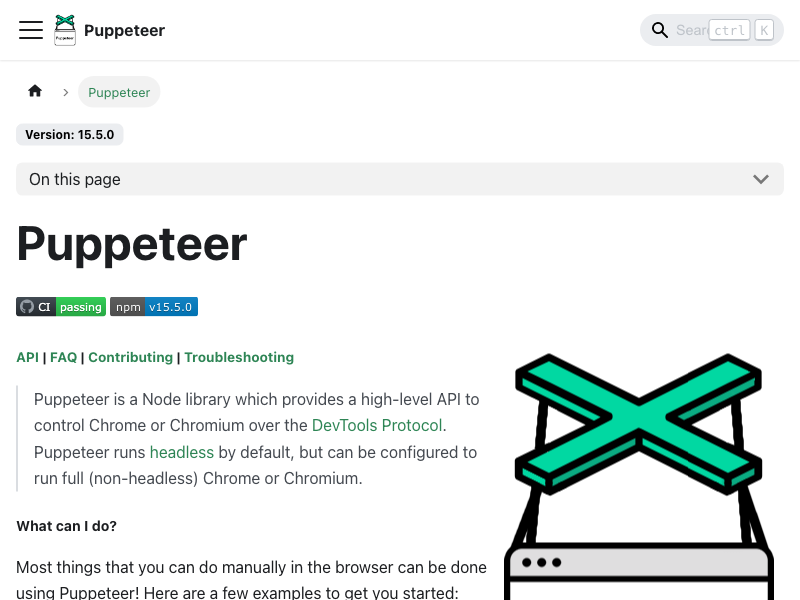 Puppeteer
Puppeteer
Sear ctrl K
Puppeteer
Version: 15.5.0
On this page
Puppeteer
CI passing npm v15.5.0
API | FAQ | Contributing | Troubleshooting
Puppeteer is a Node library which provides a high-level API to
control Chrome or Chromium over the DevTools Protocol.
Puppeteer runs headless by default, but can be configured to
run full (non-headless) Chrome or Chromium.
What can I do?
Most things that you can do manually in the browser can be done
using Puppeteer! Here are a few examples to get you started: